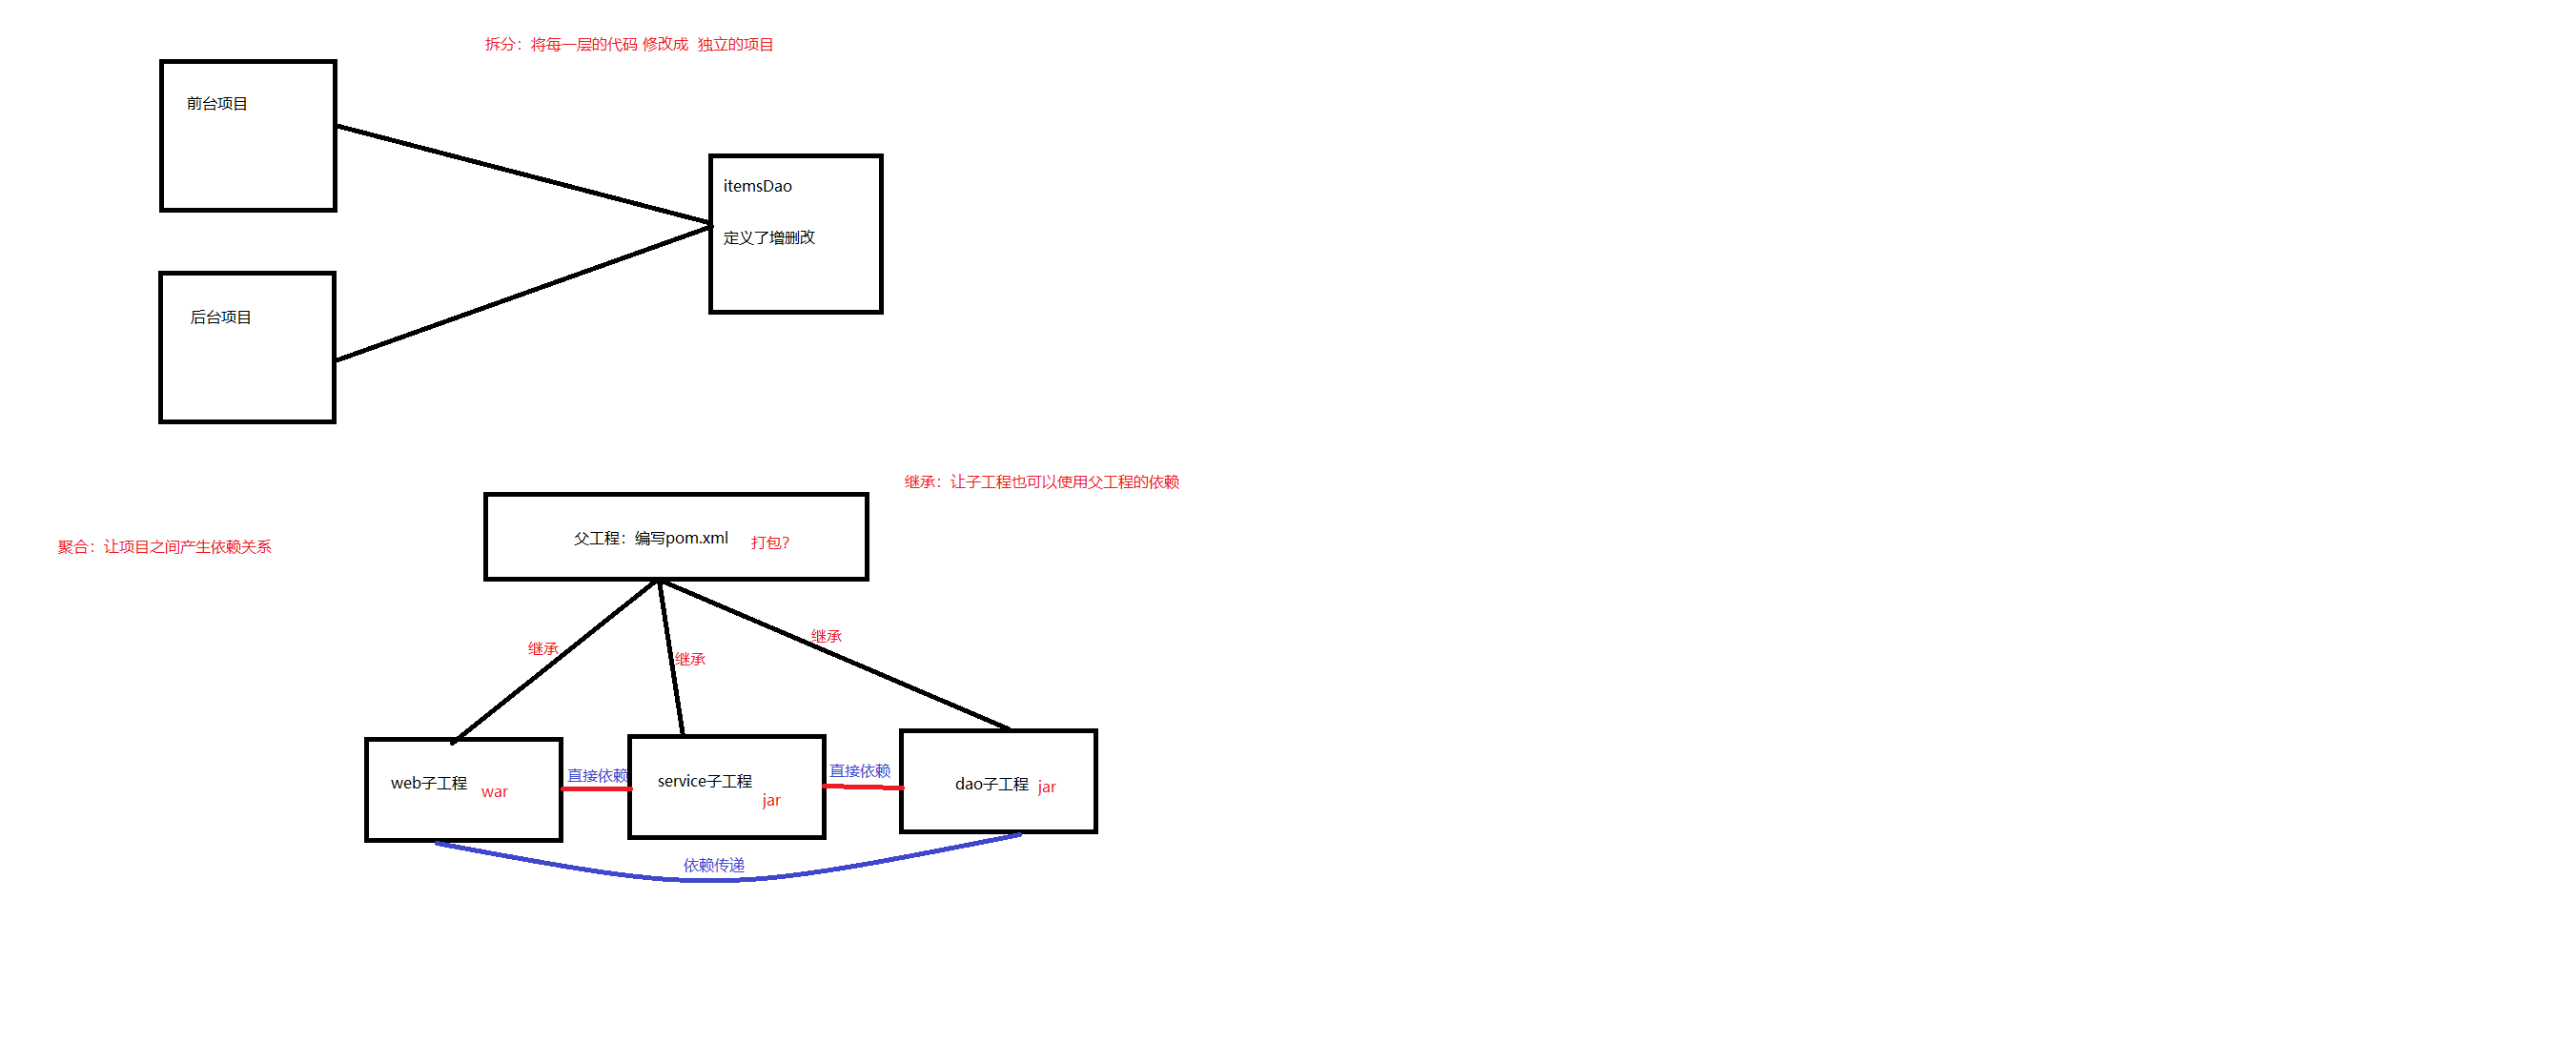 拆分：将每一层的代码 修改成 独立的项目
前台项目
itemsDao
定义了增删改
后台项目
继承：让子工程也可以使用父工程的依赖
父工程：编写pom.xml 打包?
聚合：让项目之间产生依赖关系
继承
继承
继承
web子工程 war
直接依赖
service子工程
jar
直接依赖
dao子工程 jar
依赖传递